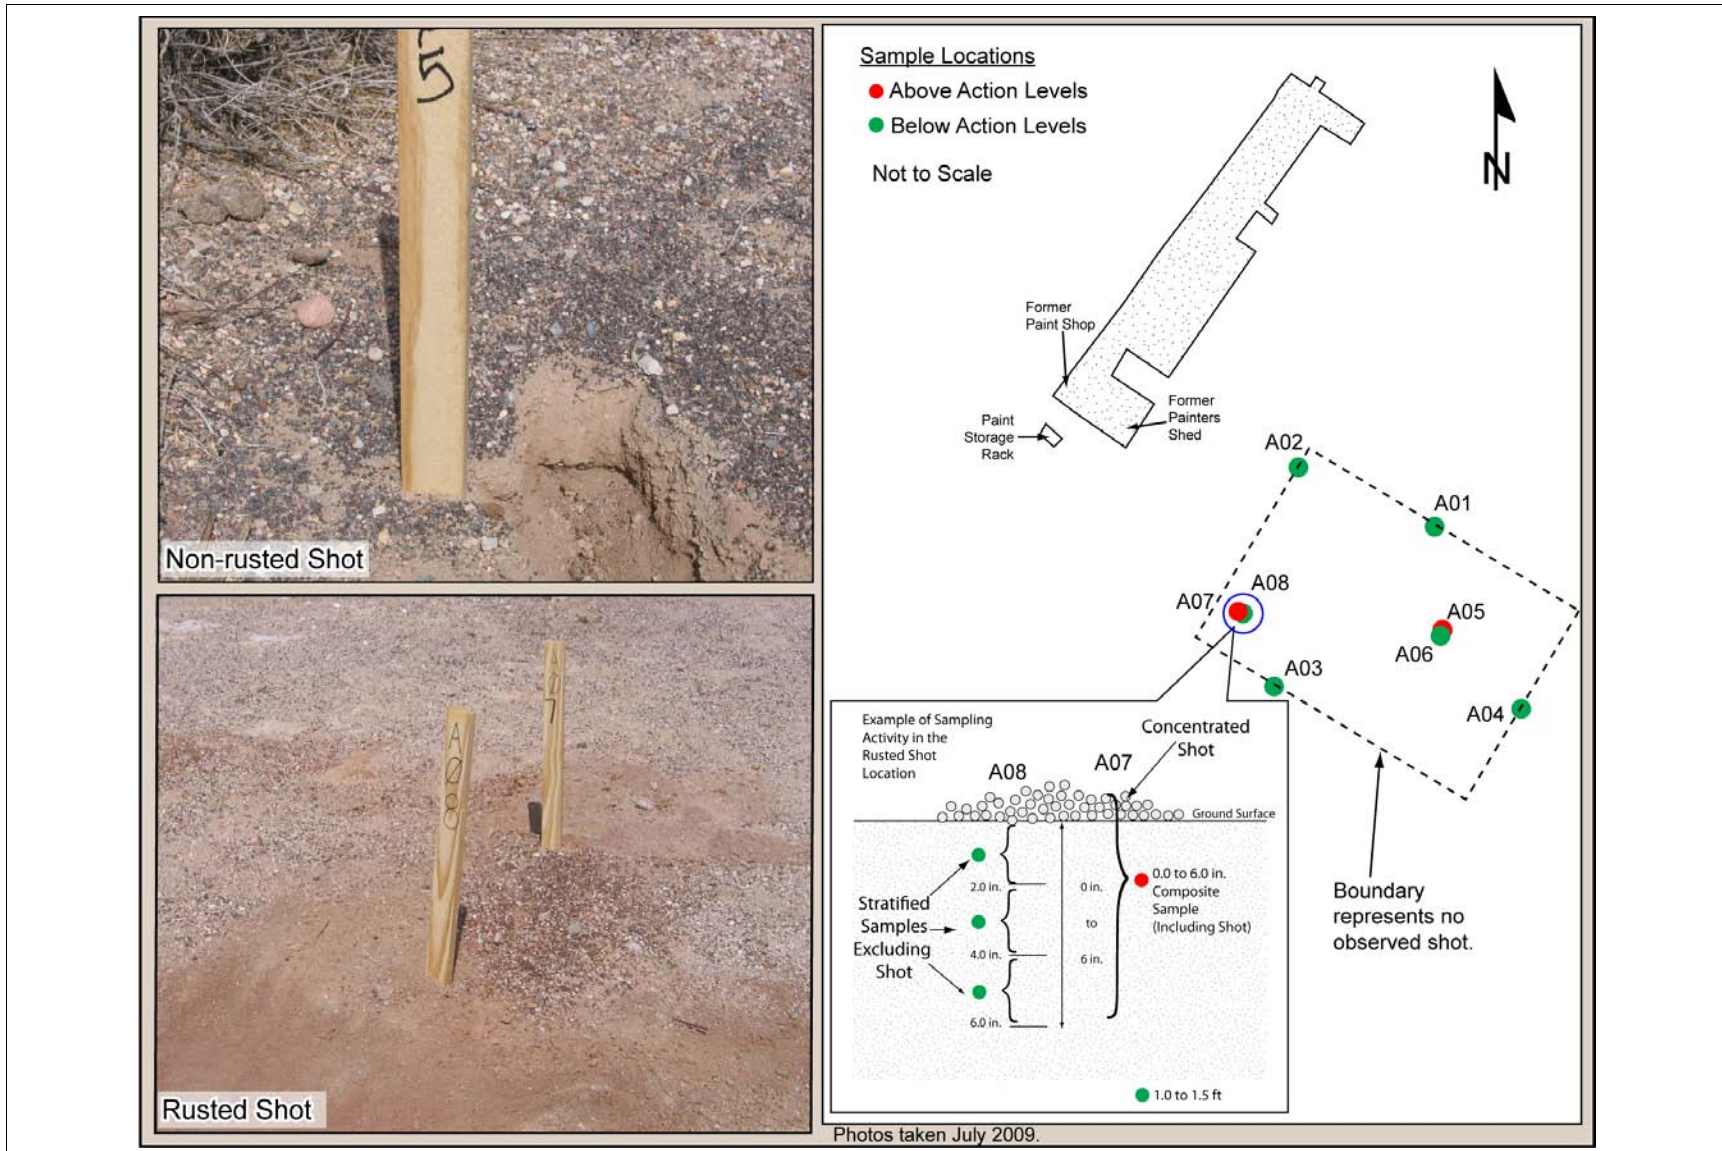 5
Non-rusted Shot
A07
A08
Rusted Shot
Sample Locations
Above Action Levels
Below Action Levels
Not to Scale
N
Former
Paint Shop
Paint
Storage
Rack
Former
Painters
Shed
A02
A01
A08
A07
A05
A06
A03
A04
Boundary
represents no
observed shot.
Example of Sampling
Activity in the
Rusted Shot
Location
Concentrated
Shot
A08
A07
Ground Surface
Stratified
Samples
Excluding
Shot
2.0 in.
4.0 in.
6.0 in.
0 in.
to
6 in.
0.0 to 6.0 in.
Composite
Sample
(Including Shot)
1.0 to 1.5 ft
Photos taken July 2009.